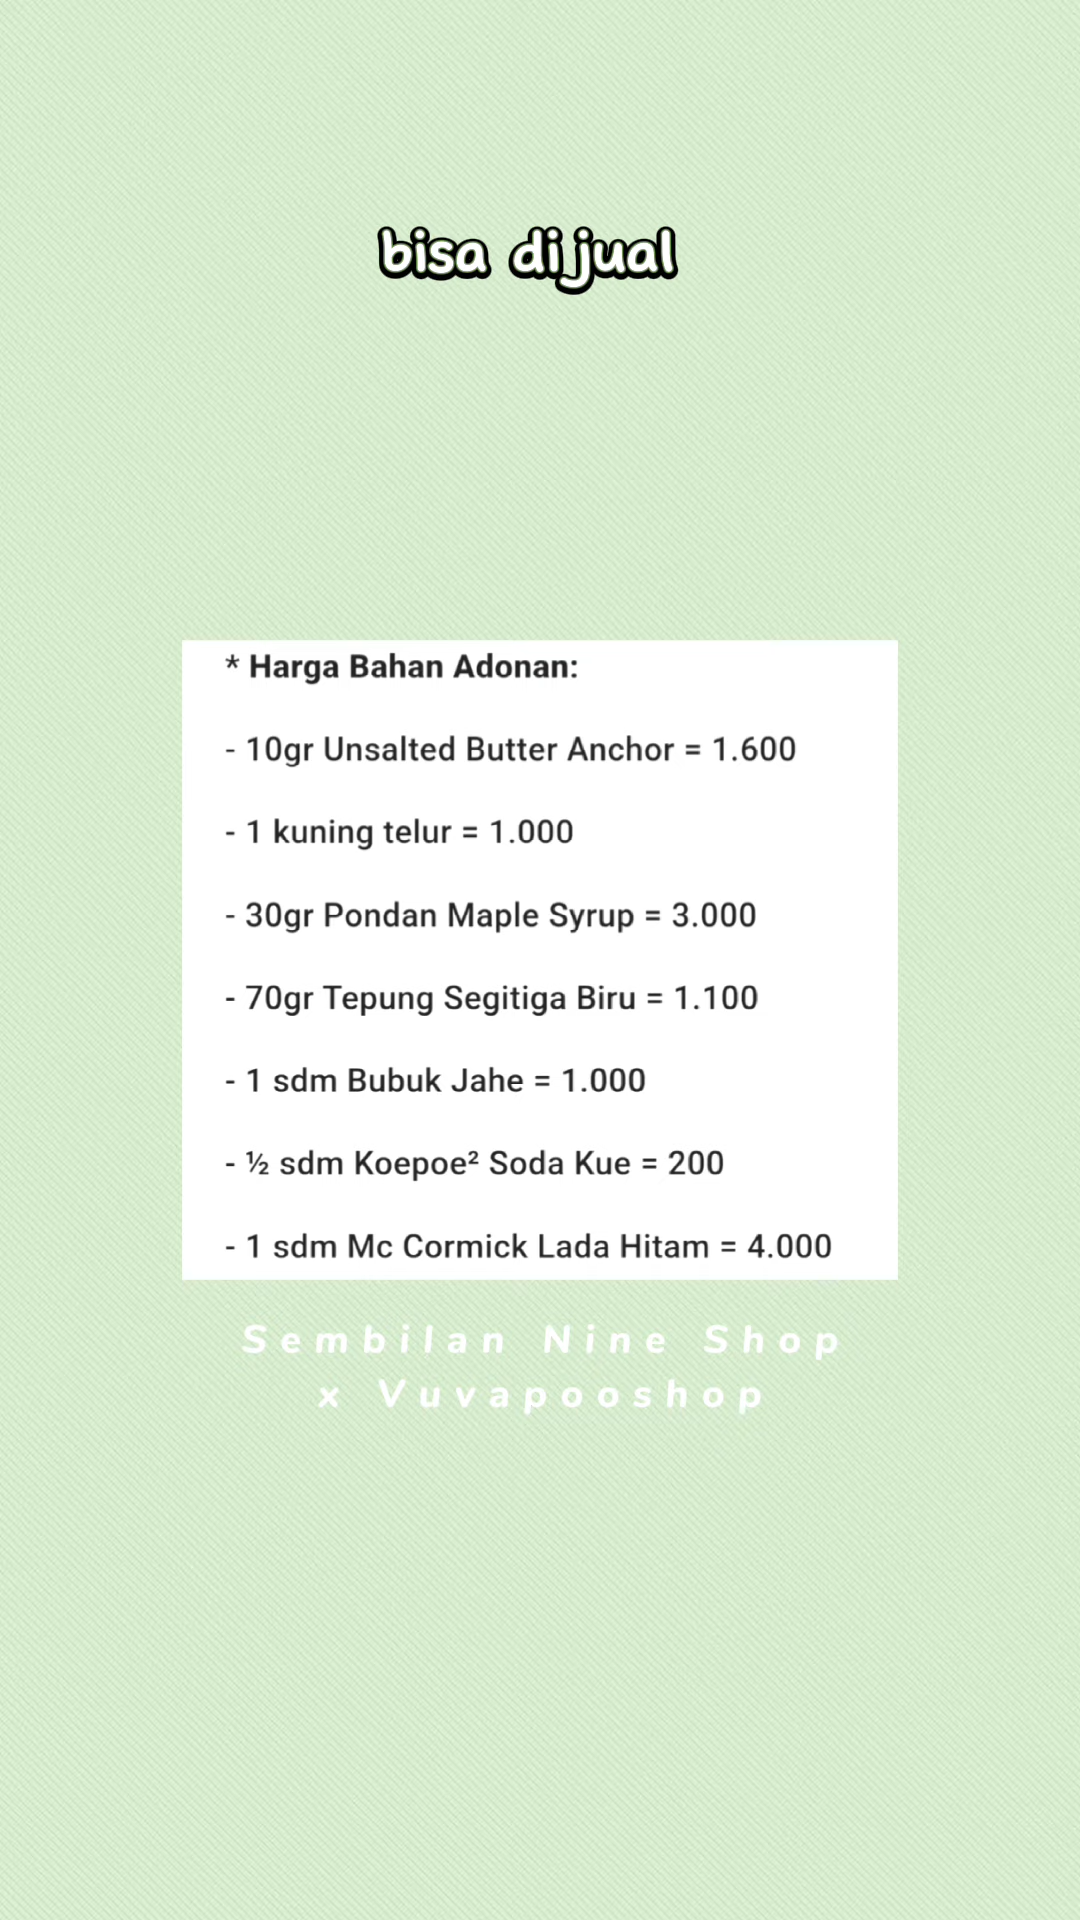 bisa dijual
* Harga Bahan Adonan:
- 10gr Unsalted Butter Anchor = 1.600
- 1 kuning telur = 1.000
- 30gr Pondan Maple Syrup = 3.000
- 70gr Tepung Segitiga Biru = 1.100
- 1 sdm Bubuk Jahe = 1.000
- ½ sdm Koepoe² Soda Kue = 200
- 1 sdm Mc Cormick Lada Hitam = 4.000
Sembilan Nine Shop
x Vuvapooshop